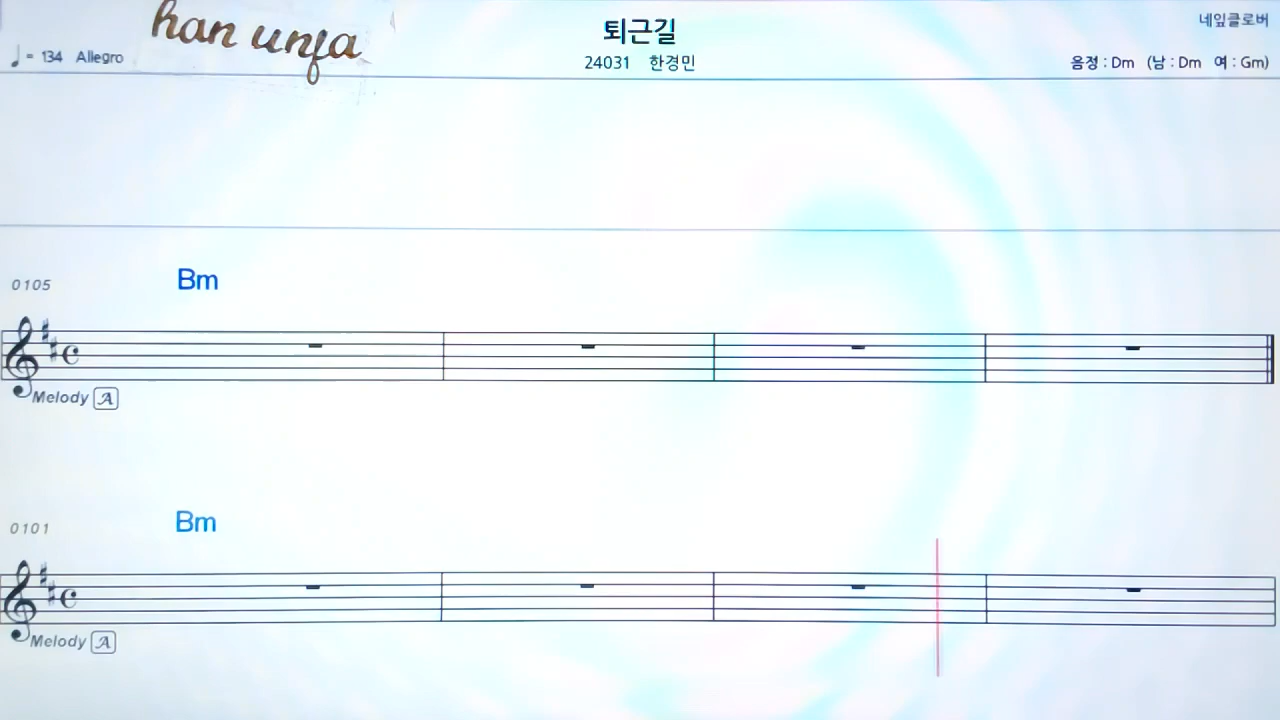 han unfa
퇴근길
네잎클로버
♩= 134 Allegro
24031 한경민
음정 : Dm (남 : Dm 여 : Gm)
0105
Bm
Melody A
0101
Bm
Melody A